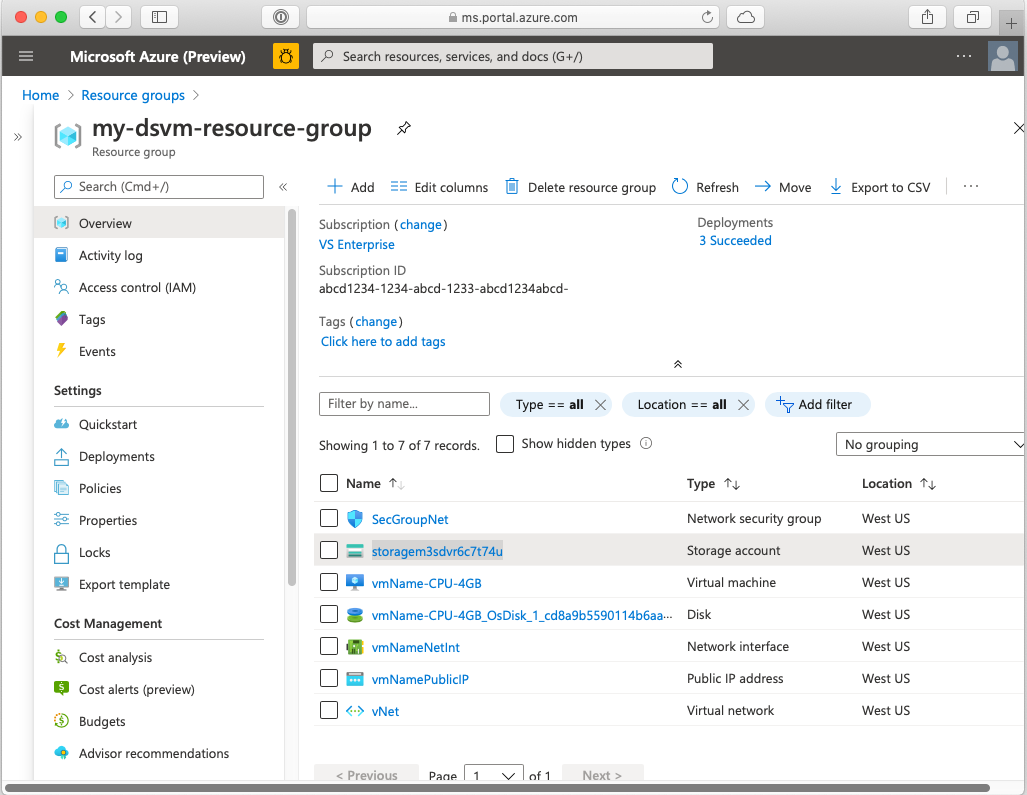 ms.portal.azure.com
Microsoft Azure (Preview)
Search resources, services, and docs (G+/)
Home > Resource groups >
my-dsvm-resource-group
Resource group
Search (Cmd+/)
Overview
Activity log
Access control (IAM)
Tags
Events
Settings
Quickstart
Deployments
Policies
Properties
Locks
Export template
Cost Management
Cost analysis
Cost alerts (preview)
Budgets
Advisor recommendations
Add Edit columns Delete resource group Refresh Move Export to CSV ...
Subscription (change)
VS Enterprise
Deployments
3 Succeeded
Subscription ID
abcd1234-1234-abcd-1233-abcd1234abcd-
Tags (change)
Click here to add tags
Filter by name... Type == all Location == all Add filter
Showing 1 to 7 of 7 records. Show hidden types No grouping
Name Type Location
SecGroupNet Network security group West US
storagem3sdvr6c7t74u Storage account West US
vmName-CPU-4GB Virtual machine West US
vmName-CPU-4GB_OsDisk_1_cd8a9b5590114b6aa... Disk West US
vmNameNetInt Network interface West US
vmNamePublicIP Public IP address West US
vNet Virtual network West US
< Previous Page 1 of 1 Next >